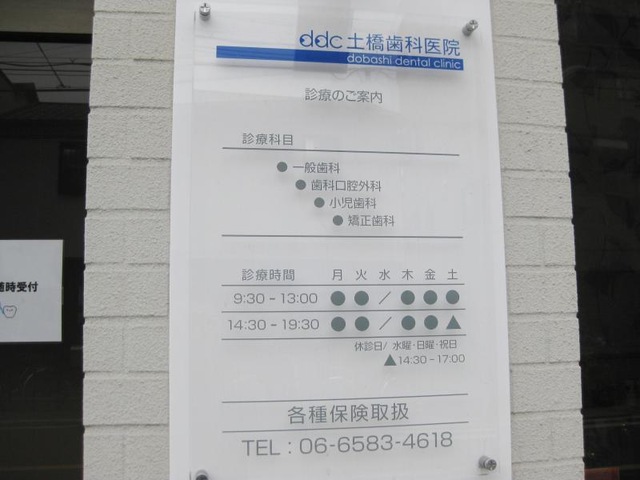 ddc土橋歯科医院
dobashi dental clinic
診療のご案内
診療科目
●一般歯科
●歯科口腔外科
●小児歯科
●矯正歯科
診療時間 月 火 水 木 金 土
9:30-13:00 ● ● / ● ● ●
14:30-19:30 ● ● / ● ● ▲
休診日/ 水曜・日曜・祝日
▲14:30-17:00
各種保険取扱
TEL : 06-6583-4618
時受付